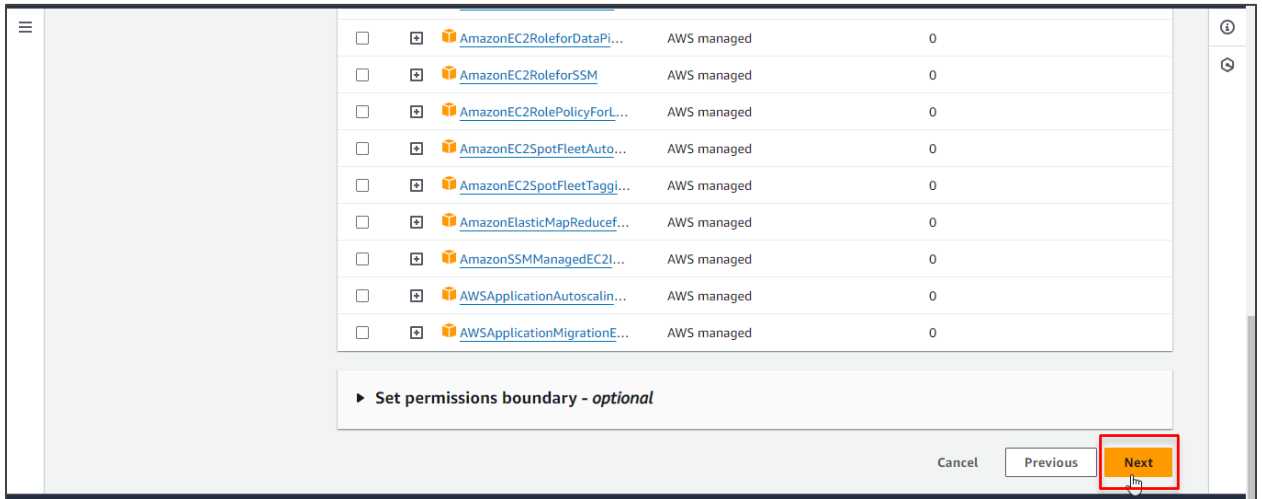 AmazonEC2RoleforDataPi... AWS managed 0
AmazonEC2RoleforSSM AWS managed 0
AmazonEC2RolePolicyForL... AWS managed 0
AmazonEC2SpotFleetAuto... AWS managed 0
AmazonEC2SpotFleetTaggi... AWS managed 0
AmazonElasticMapReducef... AWS managed 0
AmazonSSMManagedEC2I... AWS managed 0
AWSApplicationAutoscalin... AWS managed 0
AWSApplicationMigrationE... AWS managed 0
Set permissions boundary - optional
Cancel Previous Next